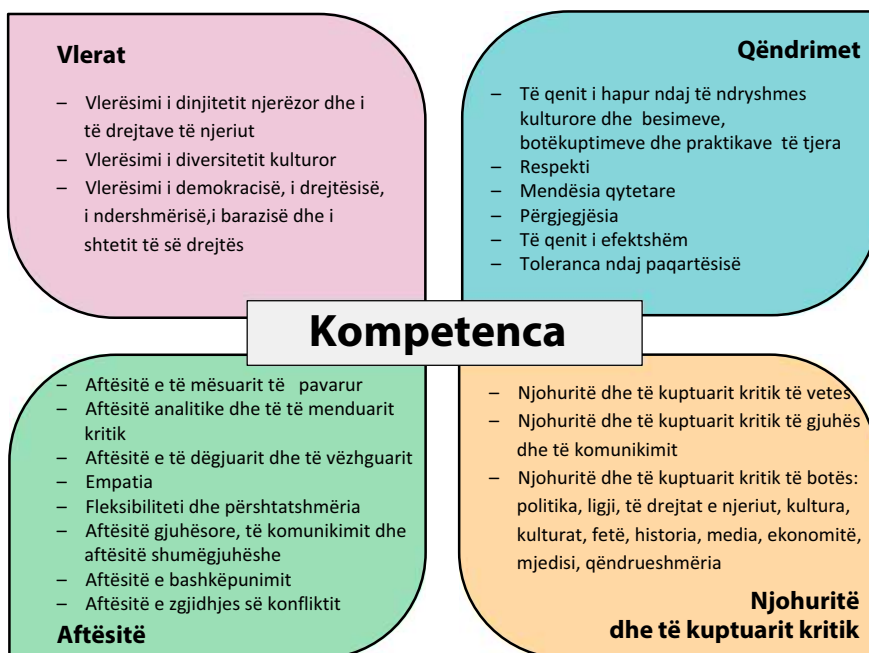 Vlerat
– Vlerësimi i dinjitetit njerëzor dhe i
të drejtave të njeriut
– Vlerësimi i diversitetit kulturor
– Vlerësimi i demokracisë, i drejtësisë,
i ndershmërisë,i barazisë dhe i
shtetit të së drejtës
Qëndrimet
– Të qenit i hapur ndaj të ndryshmes
kulturore dhe besimeve,
botëkuptimeve dhe praktikave të tjera
– Respekti
– Mendësia qytetare
– Përgjegjësia
– Të qenit i efektshëm
– Toleranca ndaj paqartësisë
Kompetenca
– Aftësitë e të mësuarit të pavarur
– Aftësitë analitike dhe të të menduarit
kritik
– Aftësitë e të dëgjuarit dhe të vëzhguarit
– Empatia
– Fleksibiliteti dhe përshtatshmëria
– Aftësitë gjuhësore, të komunikimit dhe
aftësitë shumëgjuhëshe
– Aftësitë e bashkëpunimit
– Aftësitë e zgjidhjes së konfliktit
Aftësitë
– Njohuritë dhe të kuptuarit kritik të vetes
– Njohuritë dhe të kuptuarit kritik të gjuhës
dhe të komunikimit
– Njohuritë dhe të kuptuarit kritik të botës:
politika, ligji, të drejtat e njeriut, kultura,
kulturat, fetë, historia, media, ekonomitë,
mjedisi, qëndrueshmëria
Njohuritë
dhe të kuptuarit kritik